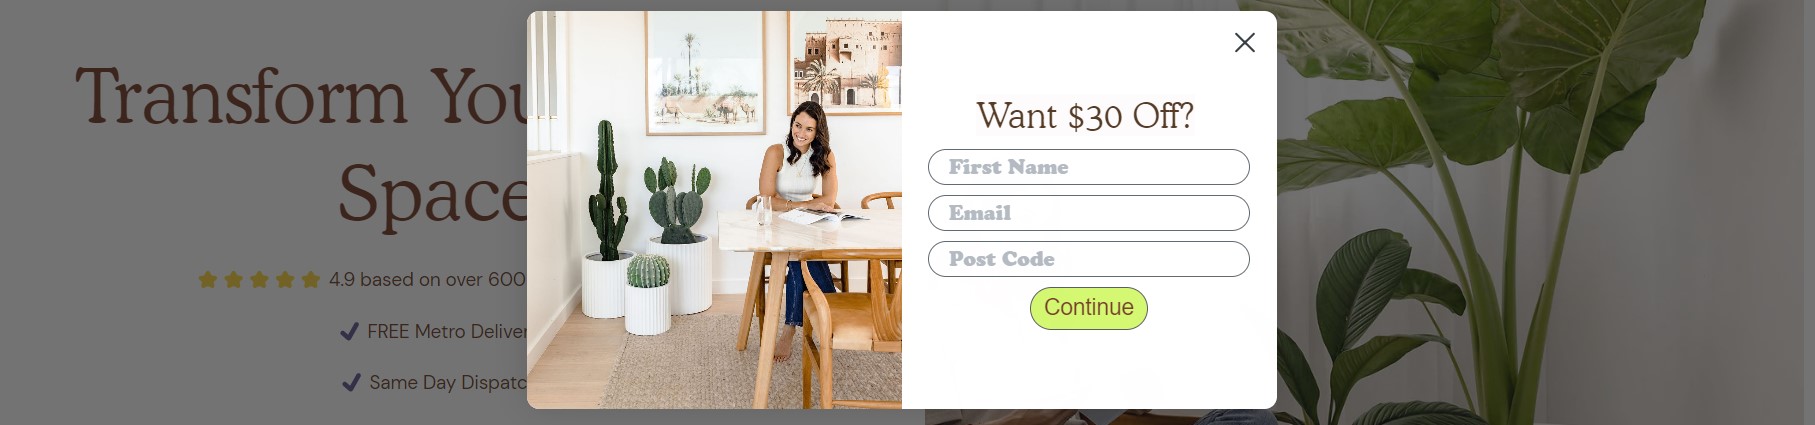 Transform You
Space
4.9 based on over 600
FREE Metro Deliver
Same Day Dispatc
Want $30 Off?
First Name
Email
Post Code
Continue